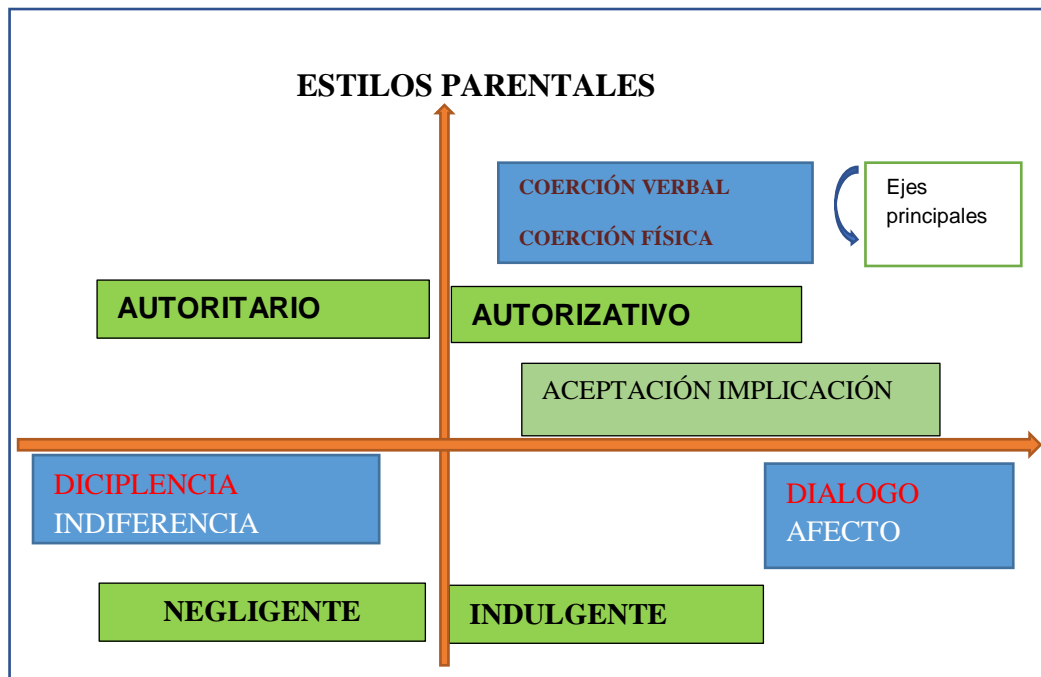 ESTILOS PARENTALES
COERCIÓN VERBAL
COERCIÓN FÍSICA
Ejes
principales
AUTORITARIO
AUTORIZATIVO
ACEPTACIÓN IMPLICACIÓN
DICIPLENCIA
INDIFERENCIA
DIALOGO
AFECTO
NEGLIGENTE
INDULGENTE